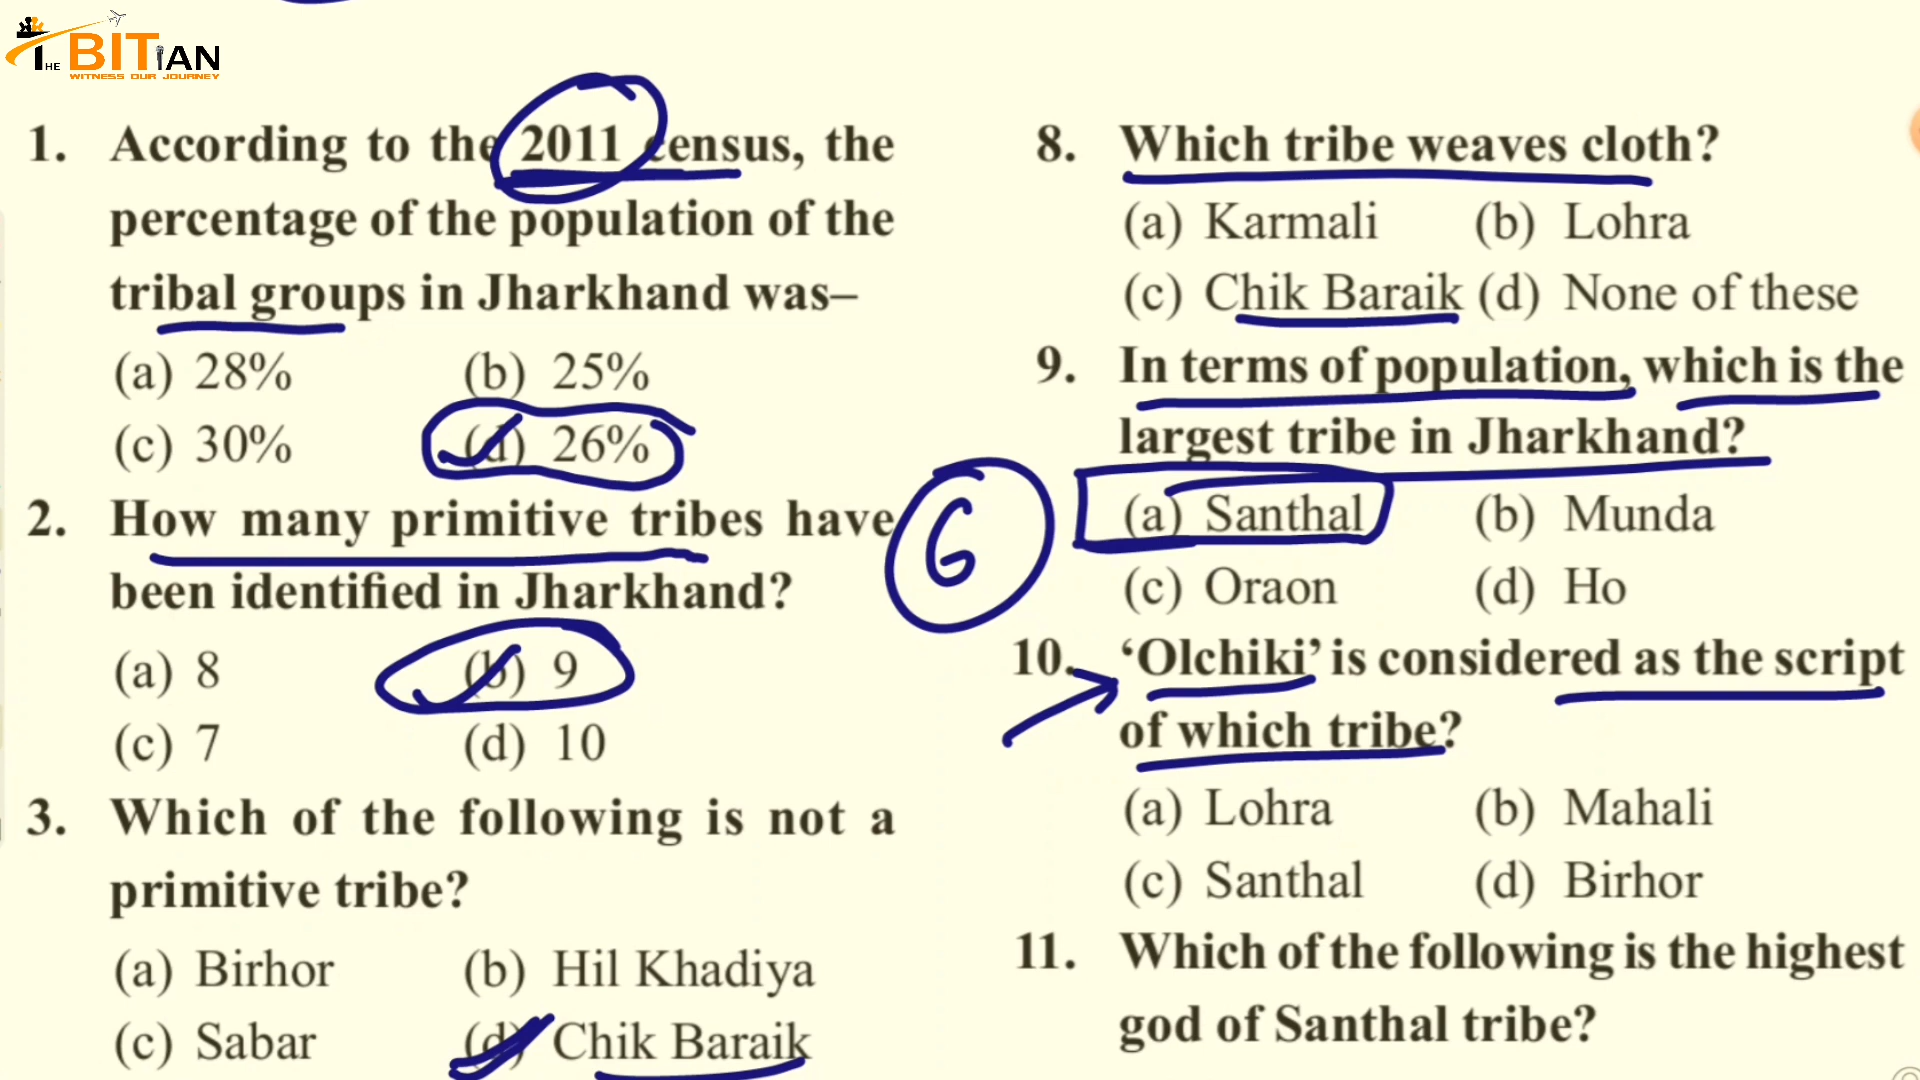 THE BITIAN
WITNESS OUR JOURNEY
1. According to the 2011 census, the
percentage of the population of the
tribal groups in Jharkhand was–
(a) 28% (b) 25%
(c) 30% (d) 26%
2. How many primitive tribes have
been identified in Jharkhand?
(a) 8 (b) 9
(c) 7 (d) 10
3. Which of the following is not a
primitive tribe?
(a) Birhor (b) Hil Khadiya
(c) Sabar (d) Chik Baraik
8. Which tribe weaves cloth?
(a) Karmali (b) Lohra
(c) Chik Baraik (d) None of these
9. In terms of population, which is the
largest tribe in Jharkhand?
(a) Santhal (b) Munda
(c) Oraon (d) Ho
10. ‘Olchiki’ is considered as the script
of which tribe?
(a) Lohra (b) Mahali
(c) Santhal (d) Birhor
11. Which of the following is the highest
god of Santhal tribe?